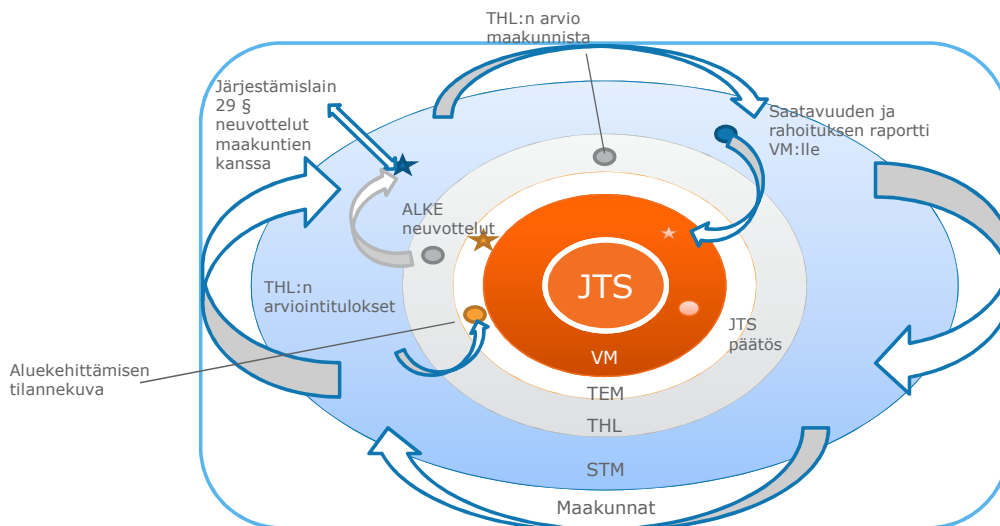 THL:n arvio
maakunnista
Järjestämislain
29 §
neuvottelut
maakuntien
kanssa
Saatavuuden ja
rahoituksen raportti
VM:lle
ALKE
neuvottelut
THL:n
arviointitulokset
JTS
JTS
päätös
VM
Aluekehittämisen
tilannekuva
TEM
THL
STM
Maakunnat